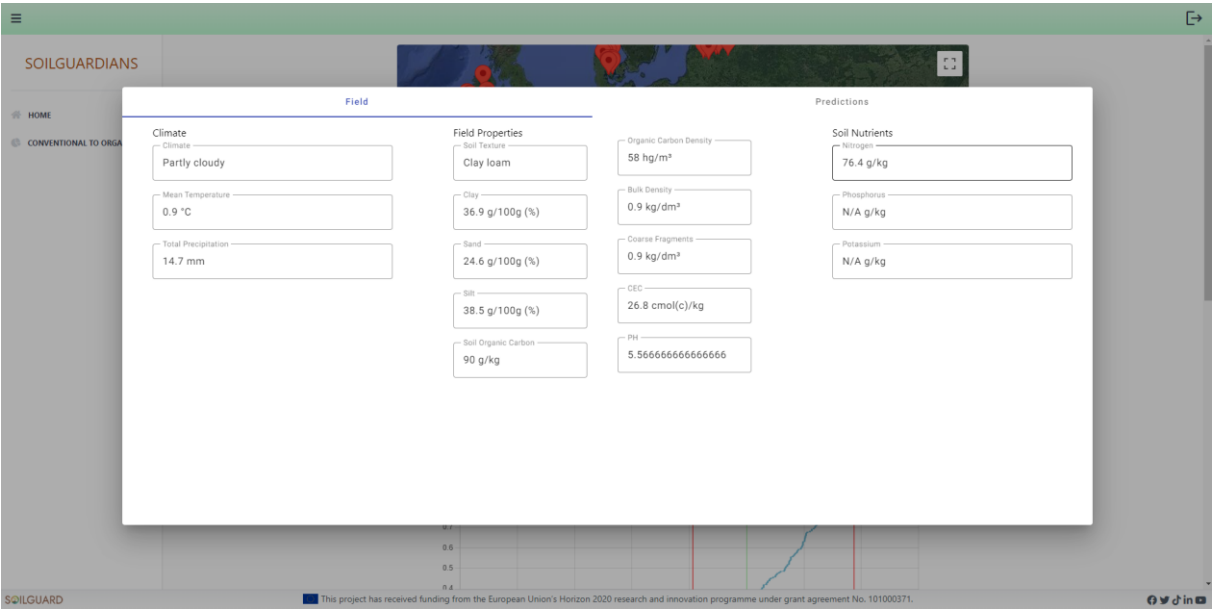 SOILGUARDIANS
HOME
CONVENTIONAL TO ORGA
Field
Predictions
Climate
Climate
Partly cloudy
Mean Temperature
0.9 °C
Total Precipitation
14.7 mm
Field Properties
Soil Texture
Clay loam
Clay
36.9 g/100g (%)
Sand
24.6 g/100g (%)
Silt
38.5 g/100g (%)
Soil Organic Carbon
90 g/kg
Organic Carbon Density
58 hg/m³
Bulk Density
0.9 kg/dm³
Coarse Fragments
0.9 kg/dm³
CEC
26.8 cmol(c)/kg
PH
5.566666666666666
Soil Nutrients
Nitrogen
76.4 g/kg
Phosphorus
N/A g/kg
Potassium
N/A g/kg
0.7
0.6
0.5
0.4
SOILGUARD
This project has received funding from the European Union's Horizon 2020 research and innovation programme under grant agreement No. 101000371.